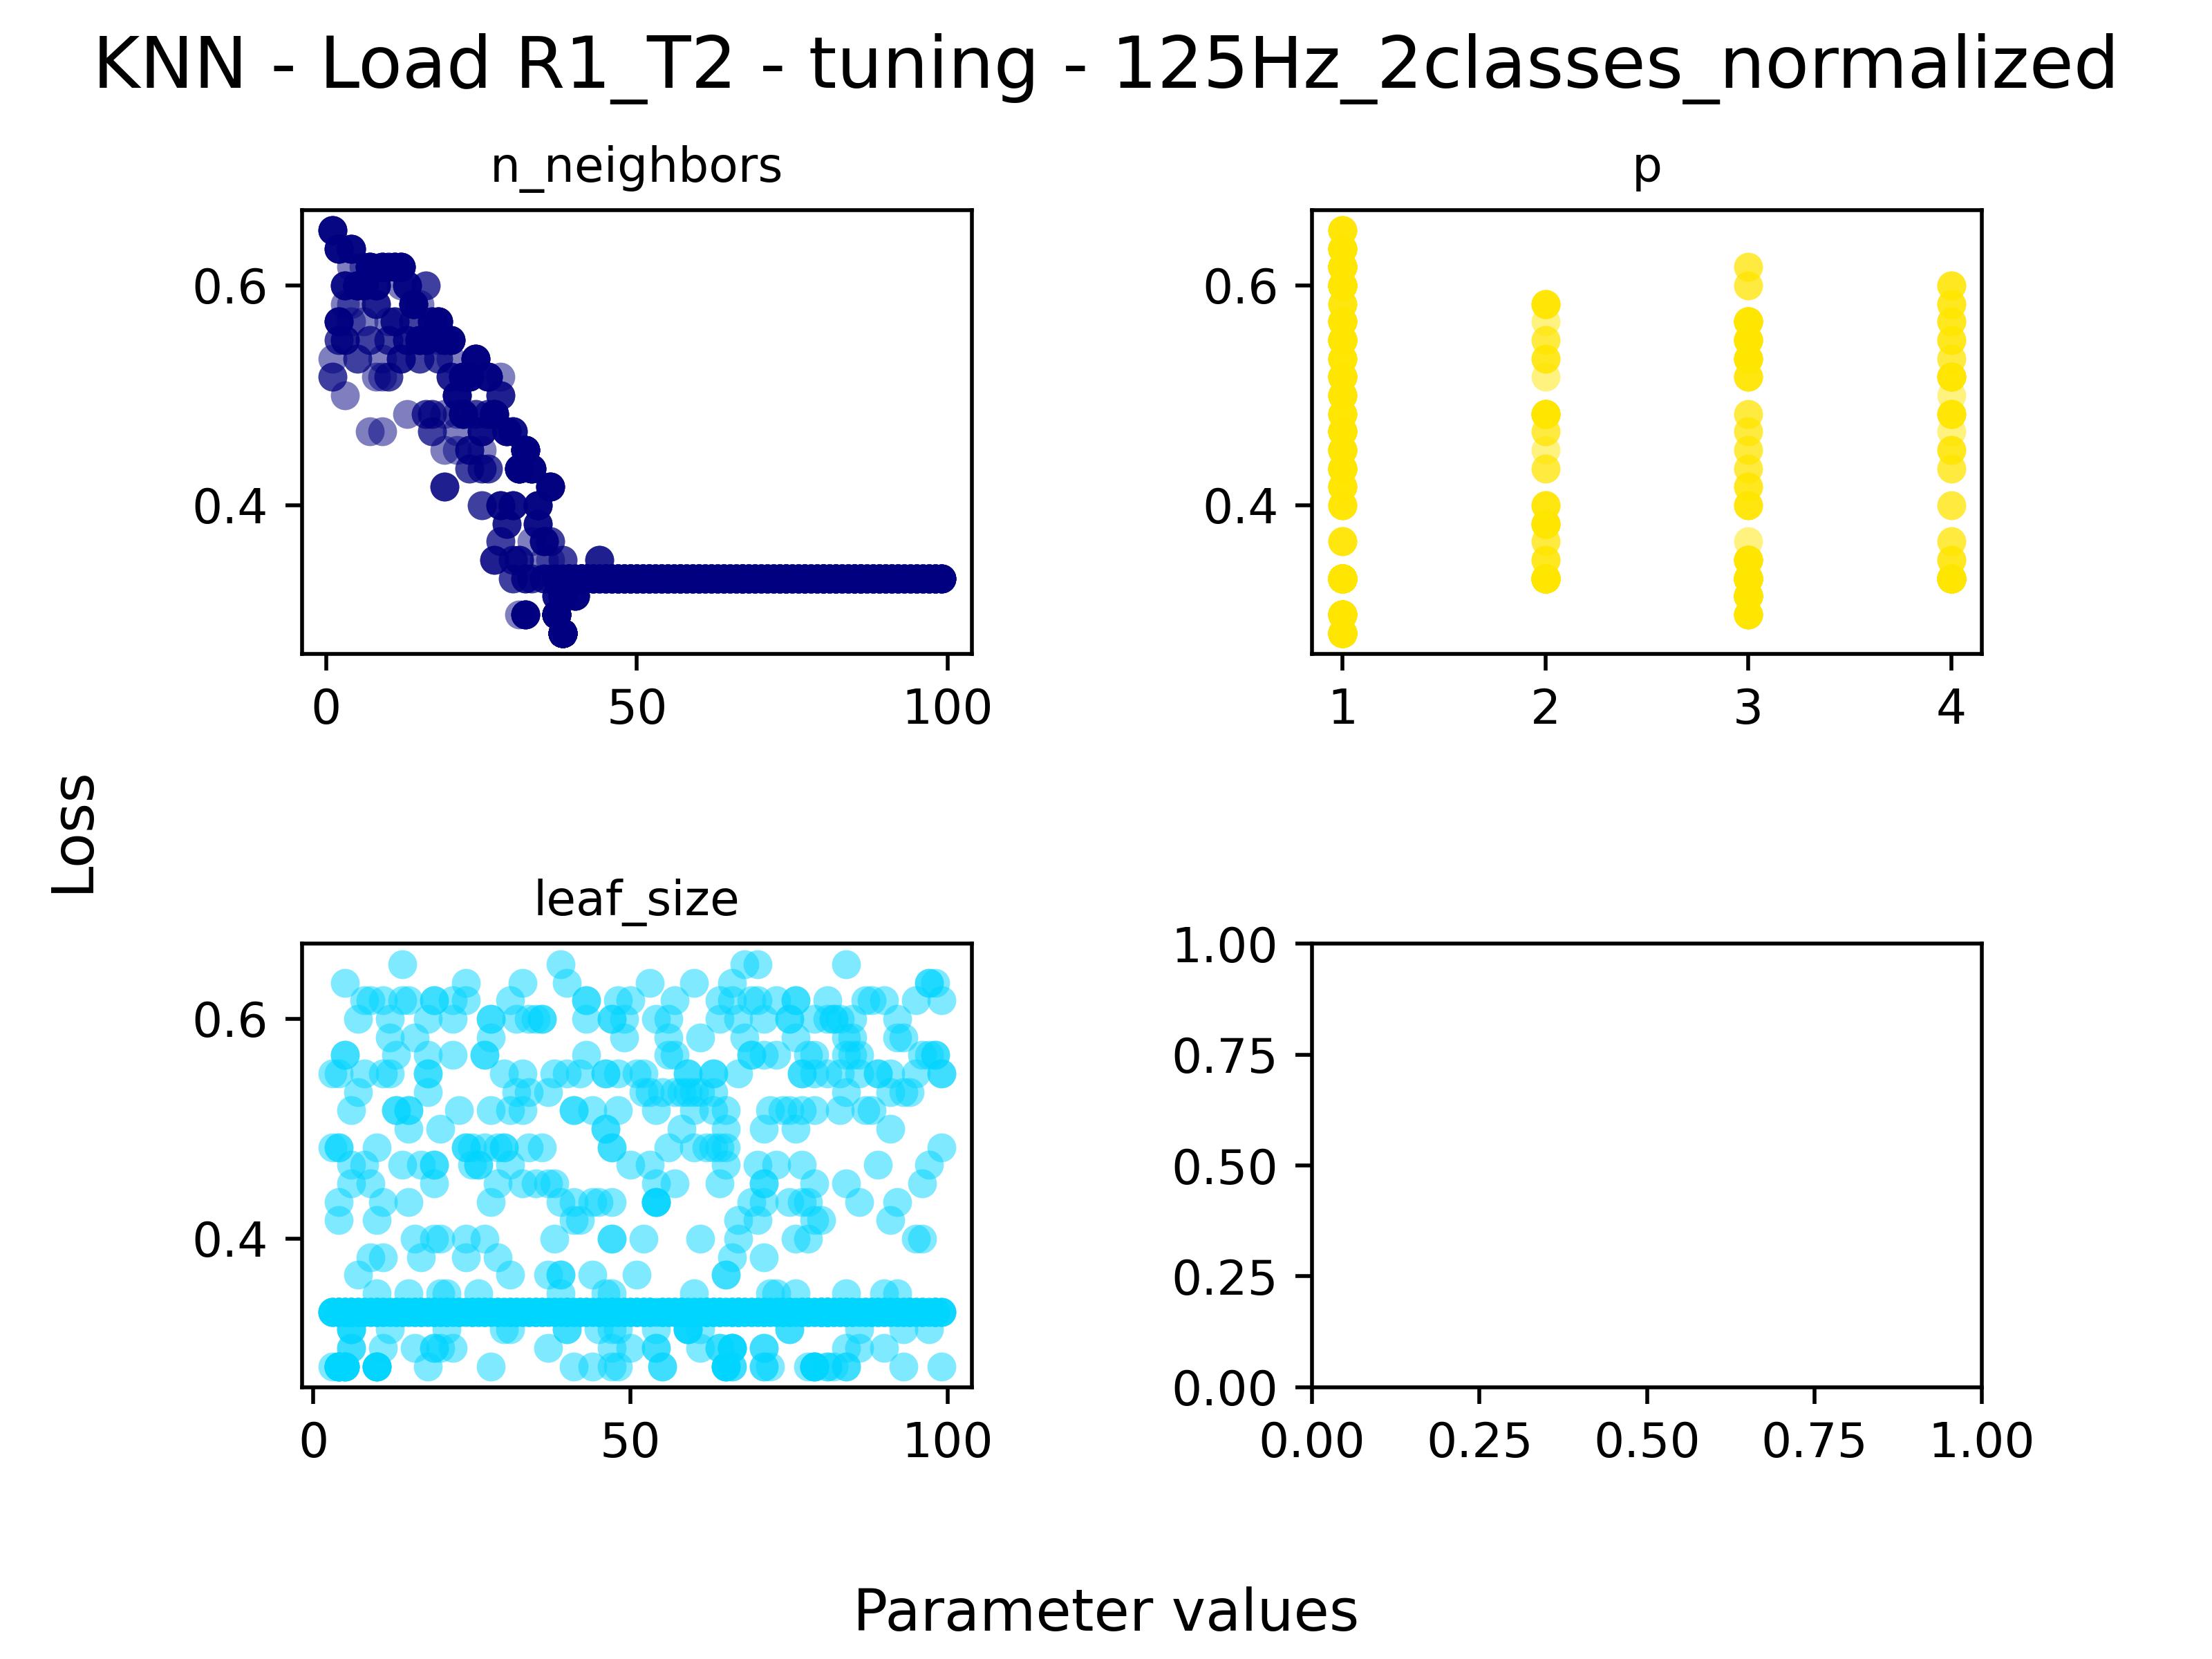 KNN - Load R1_T2 - tuning - 125Hz_2classes_normalized
n_neighbors
0.6
0.4
0 50 100
p
0.6
0.4
1 2 3 4
Loss
leaf_size
0.6
0.4
0 50 100
1.00
0.75
0.50
0.25
0.00
0.00 0.25 0.50 0.75 1.00
Parameter values